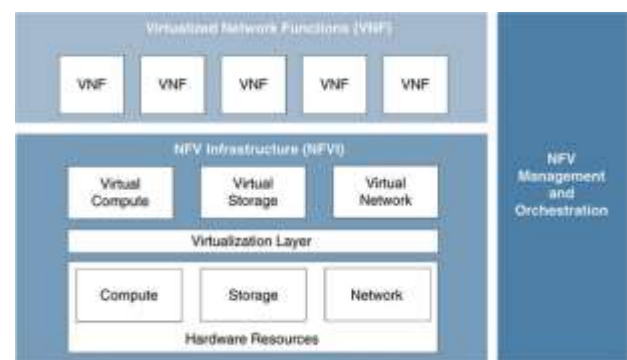 Virtualized Network Functions (VNF)
VNF VNF VNF VNF VNF
NFV Infrastructure (NFVI)
Virtual
Compute
Virtual
Storage
Virtual
Network
Virtualization Layer
Compute Storage Network
Hardware Resources
NFV
Management
and
Orchestration